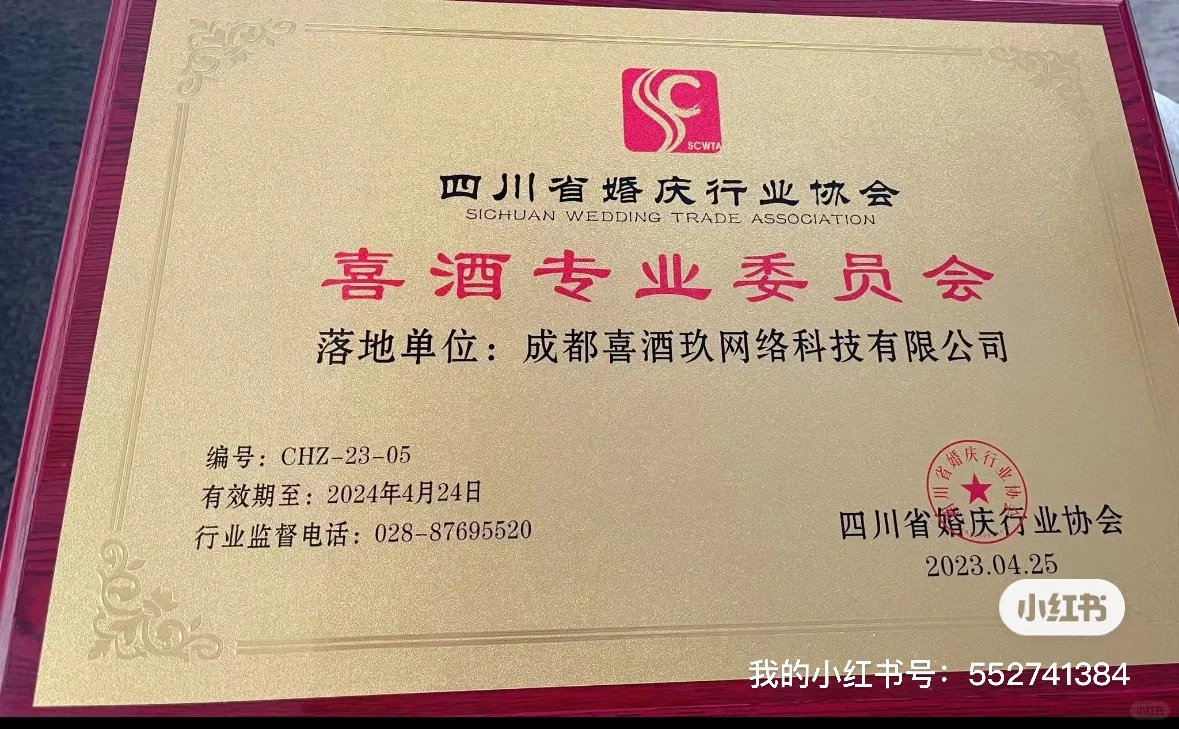 SCWTA
四川省婚庆行业协会
SICHUAN WEDDING TRADE ASSOCIATION
喜酒专业委员会
落地单位：成都喜酒玖网络科技有限公司
编号：CHZ-23-05
有效期至：2024年4月24日
行业监督电话：028-87695520
四川省婚庆行业协会
四川省婚庆行业协会
2023.04.25
小红书
我的小红书号：552741384
小红书